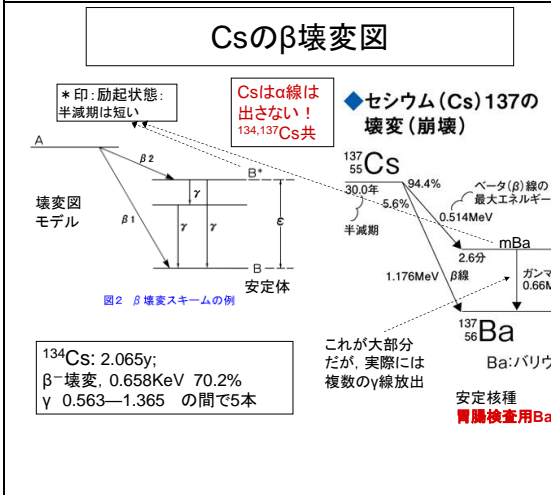 Csのβ壊変図
＊印：励起状態：
半減期は短い
Csはα線は
出さない！
134,137Cs共
◆セシウム（Cs）137の
壊変（崩壊）
A
β2
B*
γ
γ
γ
ε
β1
B
壊変図
モデル
安定体
図2　β壊変スキームの例
137
55Cs
30.0年
半減期
94.4%
5.6%
ベータ（β）線の
最大エネルギー
0.514MeV
mBa
2.6分
1.176MeV　β線
ガンマ
0.66M
137
56Ba
Ba：バリウ
これが大部分
だが，実際には
複数のγ線放出
安定核種
胃腸検査用Ba
134Cs: 2.065y;
β－壊変，0.658KeV 70.2%
γ　0.563―1.365　の間で5本